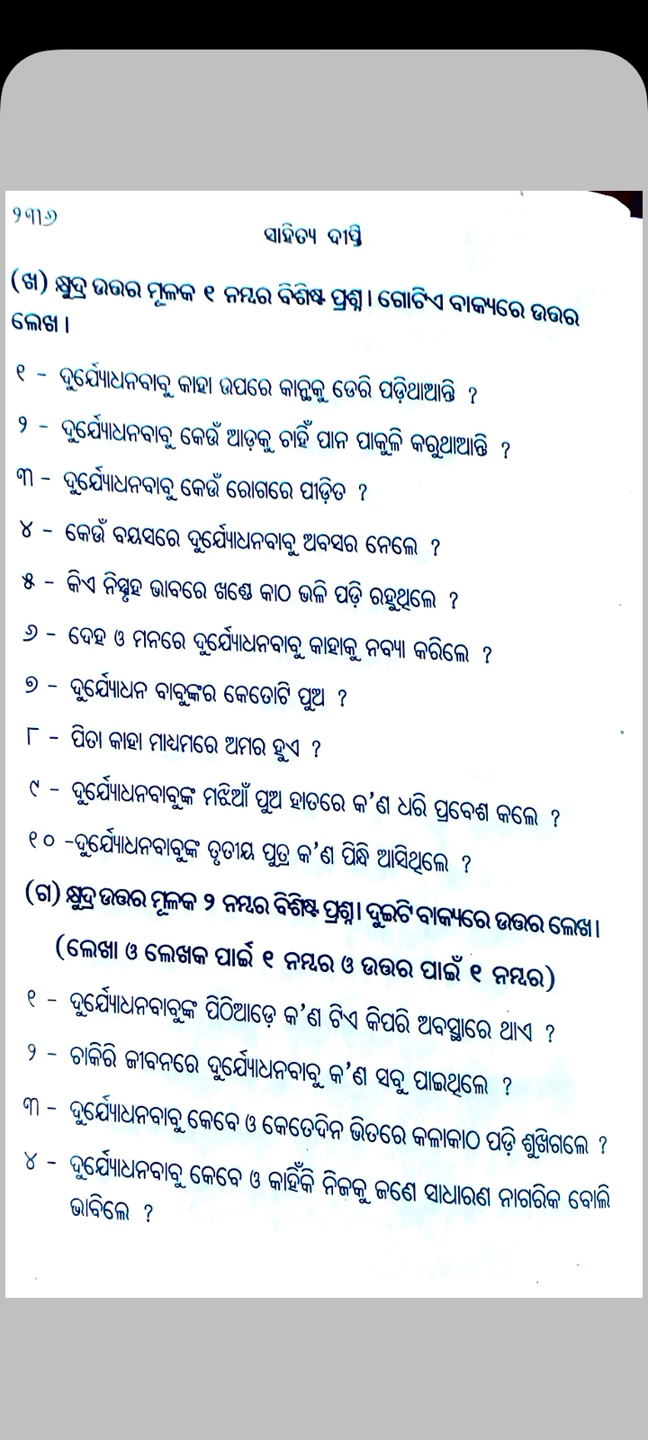 ୨୩୬
ସାହିତ୍ୟ ଦୀପ୍ତି
(ଖ) କ୍ଷୁଦ୍ର ଉତ୍ତର ମୂଳକ ୧ ନମ୍ବର ବିଶିଷ୍ଟ ପ୍ରଶ୍ନ । ଗୋଟିଏ ବାକ୍ୟରେ ଉତ୍ତର
ଲେଖ ।
୧ - ଦୁର୍ଯ୍ୟୋଧନବାବୁ କାହା ଉପରେ କାନ୍ଥକୁ ଡେରି ପଡ଼ିଥାଆନ୍ତି ?
୨ - ଦୁର୍ଯ୍ୟୋଧନବାବୁ କେଉଁ ଆଡ଼କୁ ଚାହିଁ ପାନ ପାକୁଳି କରୁଥାଆନ୍ତି ?
୩ - ଦୁର୍ଯ୍ୟୋଧନବାବୁ କେଉଁ ରୋଗରେ ପୀଡ଼ିତ ?
୪ - କେଉଁ ବୟସରେ ଦୁର୍ଯ୍ୟୋଧନବାବୁ ଅବସର ନେଲେ ?
୫ - କିଏ ନିସ୍ପୃହ ଭାବରେ ଖଣ୍ଡେ କାଠ ଭଳି ପଡ଼ି ରହୁଥିଲେ ?
୬ - ଦେହ ଓ ମନରେ ଦୁର୍ଯ୍ୟୋଧନବାବୁ କାହାକୁ ନବ୍ୟା କରିଲେ ?
୭ - ଦୁର୍ଯ୍ୟୋଧନ ବାବୁଙ୍କର କେତୋଟି ପୁଅ ?
୮ - ପିତା କାହା ମାଧ୍ୟମରେ ଅମର ହୁଏ ?
୯ - ଦୁର୍ଯ୍ୟୋଧନବାବୁଙ୍କ ମଝିଆଁ ପୁଅ ହାତରେ କ'ଣ ଧରି ପ୍ରବେଶ କଲେ ?
୧୦ -ଦୁର୍ଯ୍ୟୋଧନବାବୁଙ୍କ ତୃତୀୟ ପୁତ୍ର କ'ଣ ପିନ୍ଧି ଆସିଥିଲେ ?
(ଗ) କ୍ଷୁଦ୍ର ଉତ୍ତର ମୂଳକ ୨ ନମ୍ବର ବିଶିଷ୍ଟ ପ୍ରଶ୍ନ । ଦୁଇଟି ବାକ୍ୟରେ ଉତ୍ତର ଲେଖ ।
(ଲେଖା ଓ ଲେଖକ ପାଇଁ ୧ ନମ୍ବର ଓ ଉତ୍ତର ପାଇଁ ୧ ନମ୍ବର)
୧ - ଦୁର୍ଯ୍ୟୋଧନବାବୁଙ୍କ ପିଠିଆଡ଼େ କ'ଣ ଟିଏ କିପରି ଅବସ୍ଥାରେ ଥାଏ ?
୨ - ଚାକିରି ଜୀବନରେ ଦୁର୍ଯ୍ୟୋଧନବାବୁ କ'ଣ ସବୁ ପାଇଥିଲେ ?
୩ - ଦୁର୍ଯ୍ୟୋଧନବାବୁ କେବେ ଓ କେତେଦିନ ଭିତରେ କଳାକାଠ ପଡ଼ି ଶୁଖିଗଲେ ?
୪ - ଦୁର୍ଯ୍ୟୋଧନବାବୁ କେବେ ଓ କାହିଁକି ନିଜକୁ ଜଣେ ସାଧାରଣ ନାଗରିକ ବୋଲି
ଭାବିଲେ ?